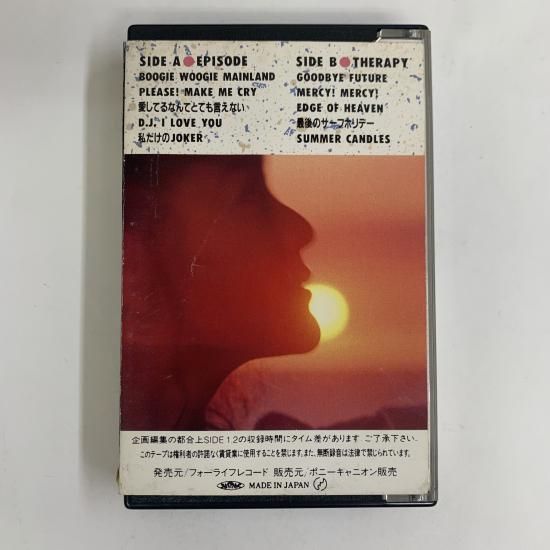 SIDE A●EPISODE
BOOGIE WOOGIE MAINLAND
PLEASE! MAKE ME CRY
愛してるなんてとても言えない
D.J. I LOVE YOU
私だけのJOKER
SIDE B●THERAPY
GOODBYE FUTURE
MERCY! MERCY!
EDGE OF HEAVEN
最後のサーフホリデー
SUMMER CANDLES
企画編集の都合上SIDE 1.2の収録時間にタイム差があります.ご了承下さい.
このテープは権利者の許諾なく賃貸業に使用することを禁じます。また、無断録音は法律で禁じられています。
発売元/フォーライフレコード 販売元/ポニーキャニオン販売
MADE IN JAPAN